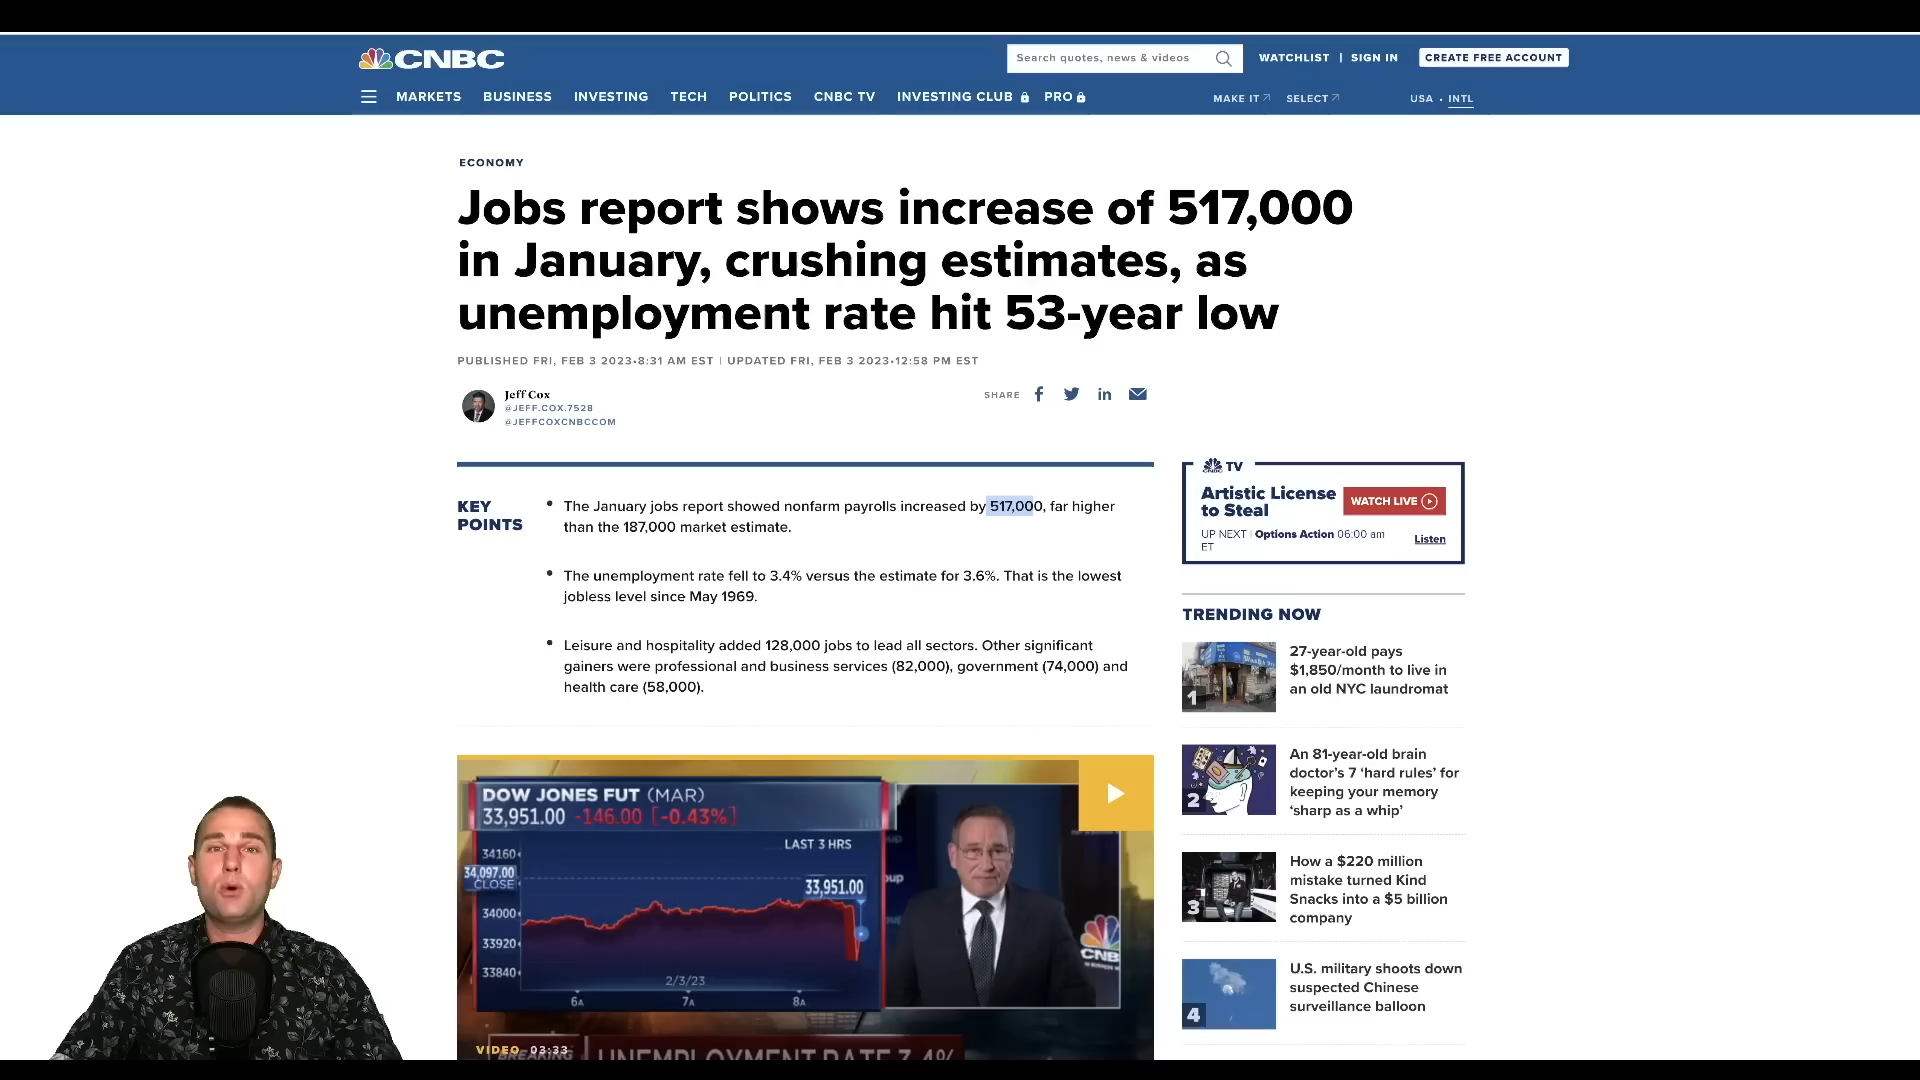 CNBC
Search quotes, news & videos
WATCHLIST | SIGN IN
CREATE FREE ACCOUNT
MARKETS BUSINESS INVESTING TECH POLITICS CNBC TV INVESTING CLUB PRO
MAKE IT SELECT
USA • INTL
ECONOMY
Jobs report shows increase of 517,000
in January, crushing estimates, as
unemployment rate hit 53-year low
PUBLISHED FRI, FEB 3 2023•8:31 AM EST | UPDATED FRI, FEB 3 2023•12:58 PM EST
Jeff Cox
@JEFF.COX.7528
@JEFFCOXCNBCCOM
SHARE
KEY
POINTS
• The January jobs report showed nonfarm payrolls increased by 517,000, far higher
than the 187,000 market estimate.
• The unemployment rate fell to 3.4% versus the estimate for 3.6%. That is the lowest
jobless level since May 1969.
• Leisure and hospitality added 128,000 jobs to lead all sectors. Other significant
gainers were professional and business services (82,000), government (74,000) and
health care (58,000).
DOW JONES FUT (MAR)
33,951.00 -146.00 [-0.43%]
LAST 3 HRS
34160
34,097.00
CLOSE
33,951.00
34000
33920
33840
2/3/23
6A 7A 8A
CNB
VIDEO 03:33
BREAKING
UNEMPLOYMENT RATE 3.4%
CNBC TV
Artistic License
to Steal
WATCH LIVE
UP NEXT | Options Action 06:00 am
ET
Listen
TRENDING NOW
1
27-year-old pays
$1,850/month to live in
an old NYC laundromat
2
An 81-year-old brain
doctor's 7 ‘hard rules’ for
keeping your memory
‘sharp as a whip’
3
How a $220 million
mistake turned Kind
Snacks into a $5 billion
company
4
U.S. military shoots down
suspected Chinese
surveillance balloon